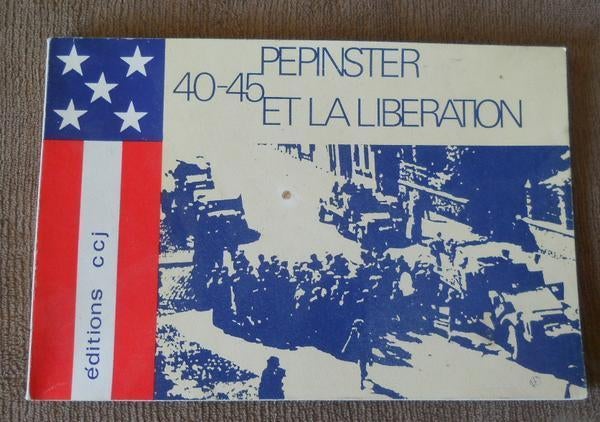 PEPINSTER
40-45
ET LA LIBERATION
éditions ccj